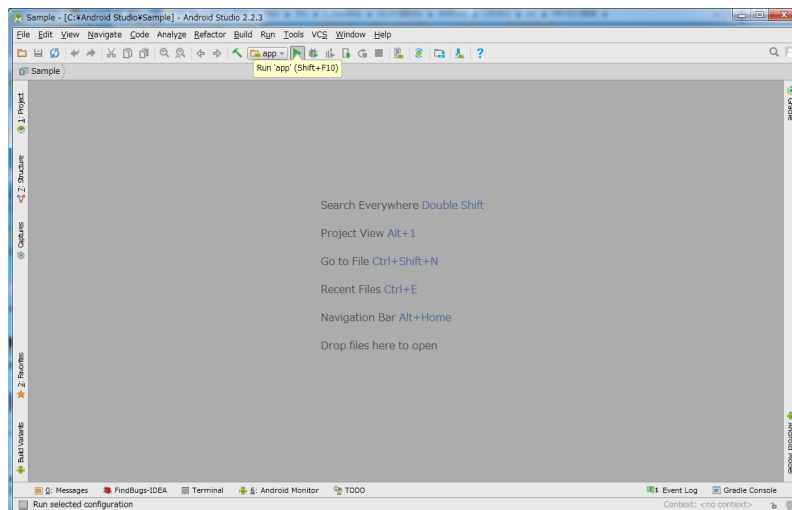 Sample - [C:¥Android Studio¥Sample] - Android Studio 2.2.3
File Edit View Navigate Code Analyze Refactor Build Run Tools VCS Window Help
app
Run 'app' (Shift+F10)
Sample
1: Project
Gradle
7: Structure
Captures
Search Everywhere Double Shift
Project View Alt+1
Go to File Ctrl+Shift+N
Recent Files Ctrl+E
Navigation Bar Alt+Home
Drop files here to open
2: Favorites
Build Variants
Android Model
0: Messages FindBugs-IDEA Terminal 6: Android Monitor TODO 1 Event Log Gradle Console
Run selected configuration Context: <no context>